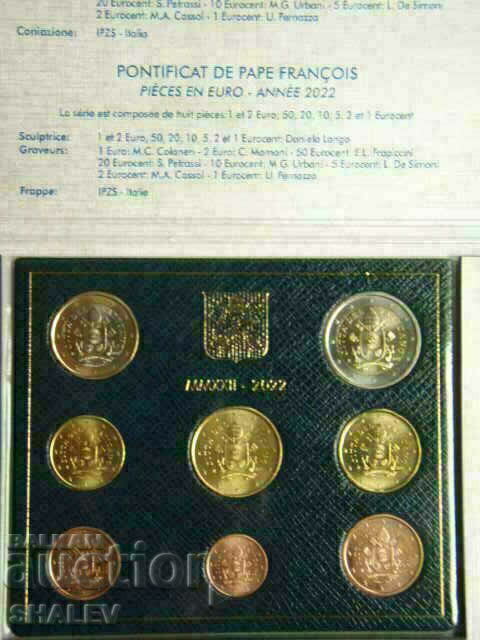 20 Eurocent: S. Petrassi - 10 Eurocent: M.G. Urbani - 5 Eurocent: L. De Simoni
2 Eurocent: M.A. Cassol - 1 Eurocent: U. Pernazza
Coniazione: IPZS - Italia
PONTIFICAT DE PAPE FRANÇOIS
PIÈCES EN EURO - ANNÉE 2022
La série est composée de huit pièces: 1 et 2 Euro, 50, 20, 10, 5, 2 et 1 Eurocent
Sculptrice: 1 et 2 Euro, 50, 20, 10, 5, 2 et 1 Eurocent: Daniela Longo
Graveurs: 1 Euro: M.C. Colaneri - 2 Euro: C. Momoni - 50 Eurocent: E.L. Frapiccini
20 Eurocent: S. Petrassi - 10 Eurocent: M.G. Urbani - 5 Eurocent: L. De Simoni
2 Eurocent: M.A. Cassol - 1 Eurocent: U. Pernazza
Frappe: IPZS - Italia
MMXXII - 2022
BALKAN
auction
SHALEV